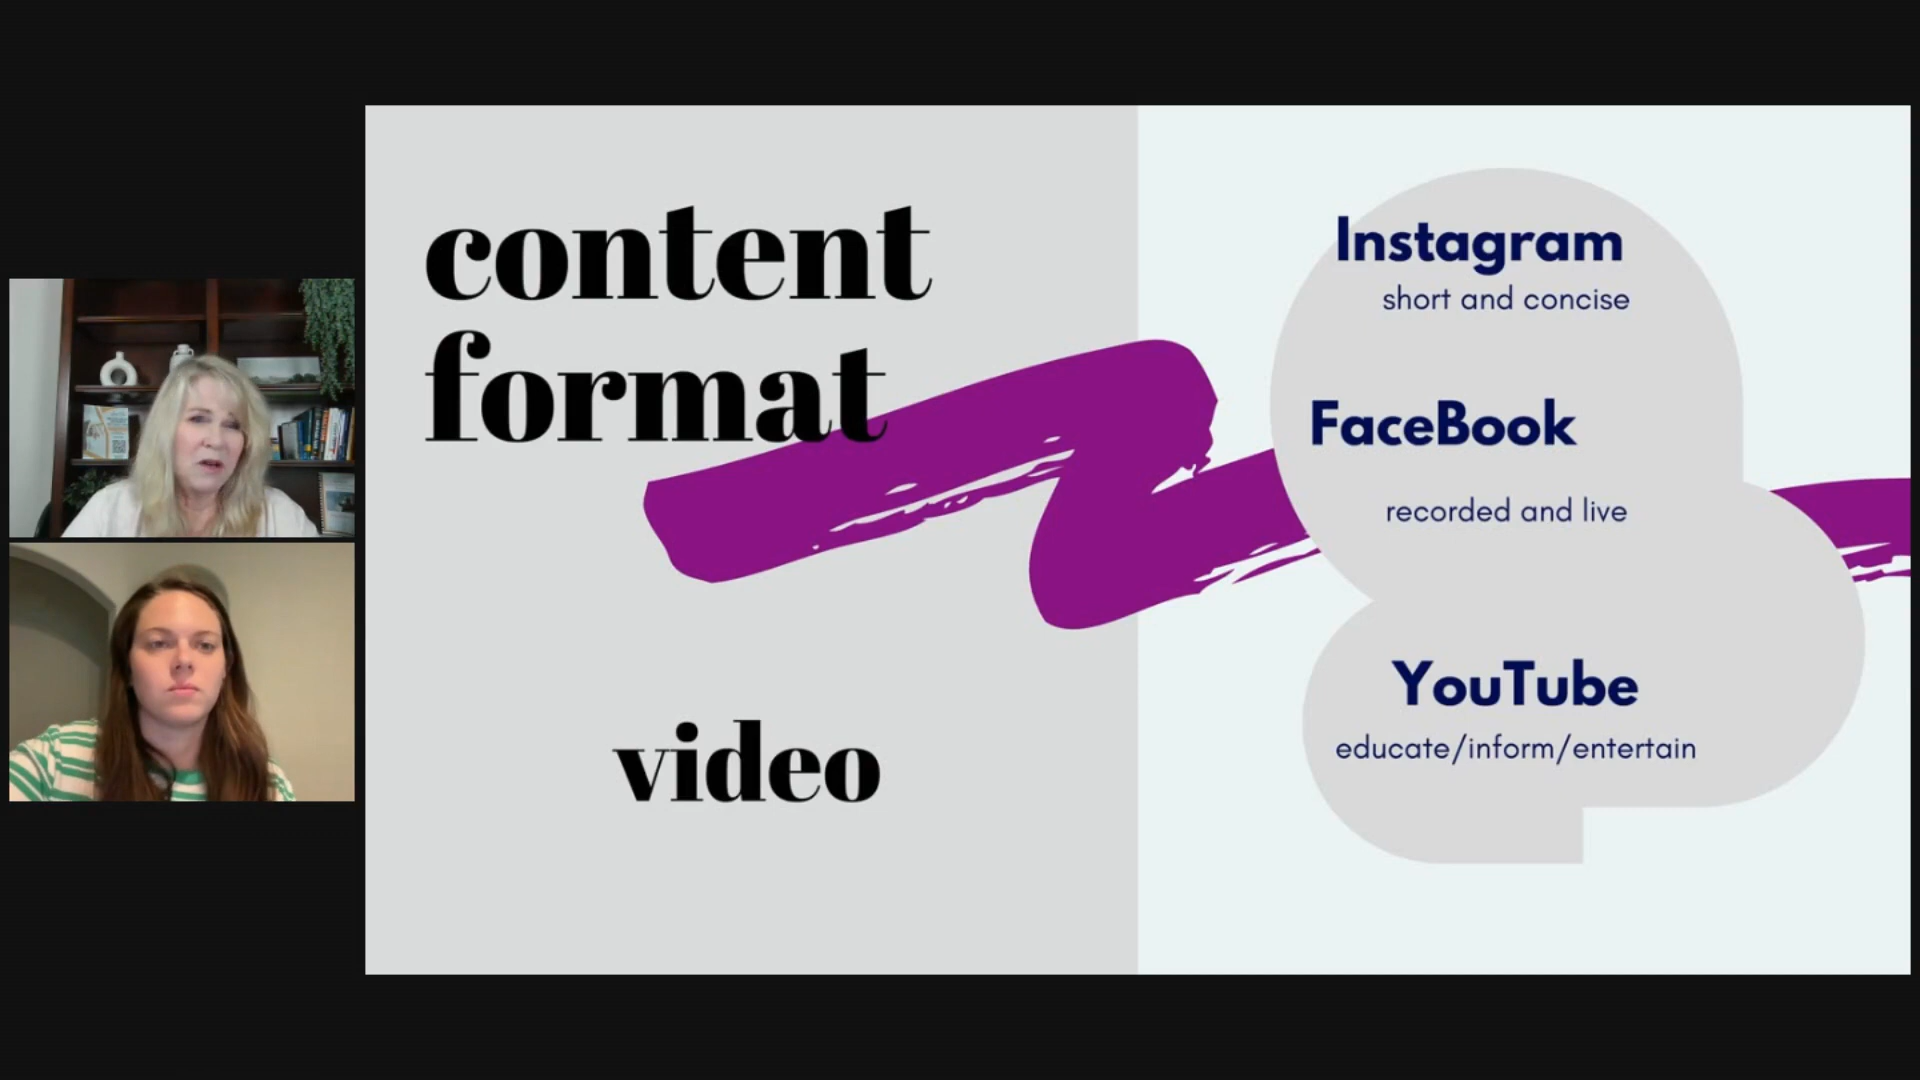 content
format
video
Instagram
short and concise
FaceBook
recorded and live
YouTube
educate/inform/entertain